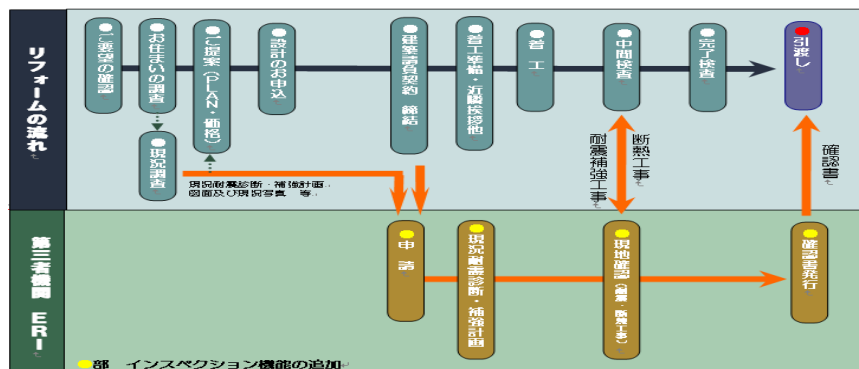 リフォームの流れ
ご要望の確認
お住まいの調査
ご提案(PLAN・価格)
設計のお申込
建築請負契約 締結
着工準備・近隣挨拶他
着 工
中間検査
完了検査
引渡し
現況調査
現況耐震診断・補強計画
図面及び現況写真 等
断熱工事
耐震補強工事
確認書
第三者機関 ERI
申 請
現況耐震診断・補強計画
現地確認(耐震・断熱工事)
確認書発行
部 インスペクション機能の追加